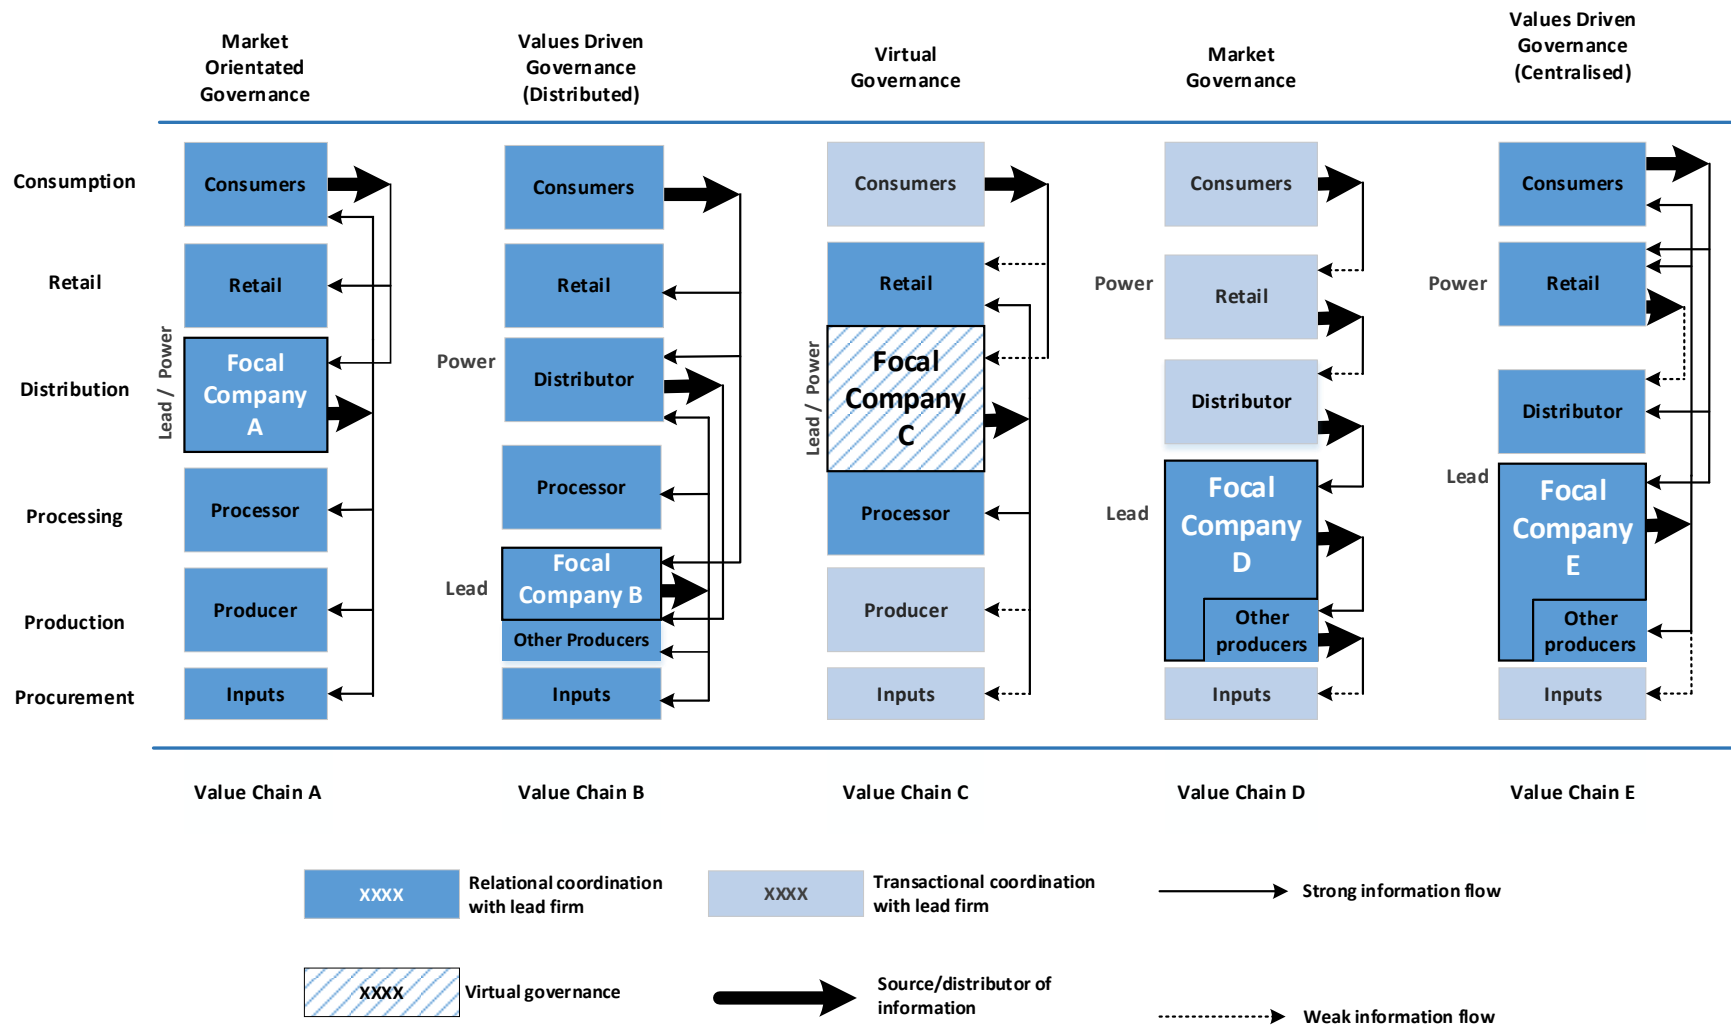 Market
Orientated
Governance
Values Driven
Governance
(Distributed)
Virtual
Governance
Market
Governance
Values Driven
Governance
(Centralised)
Consumption
Retail
Distribution
Processing
Production
Procurement
Consumers
Retail
Lead / Power
Focal
Company
A
Processor
Producer
Inputs
Consumers
Retail
Power
Distributor
Processor
Lead
Focal
Company B
Other Producers
Inputs
Consumers
Retail
Lead / Power
Focal
Company
C
Processor
Producer
Inputs
Consumers
Power
Retail
Distributor
Lead
Focal
Company
D
Other
producers
Inputs
Consumers
Power
Retail
Distributor
Lead
Focal
Company
E
Other
producers
Inputs
Value Chain A
Value Chain B
Value Chain C
Value Chain D
Value Chain E
XXXX
Relational coordination
with lead firm
XXXX
Transactional coordination
with lead firm
Strong information flow
XXXX
Virtual governance
Source/distributor of
information
Weak information flow